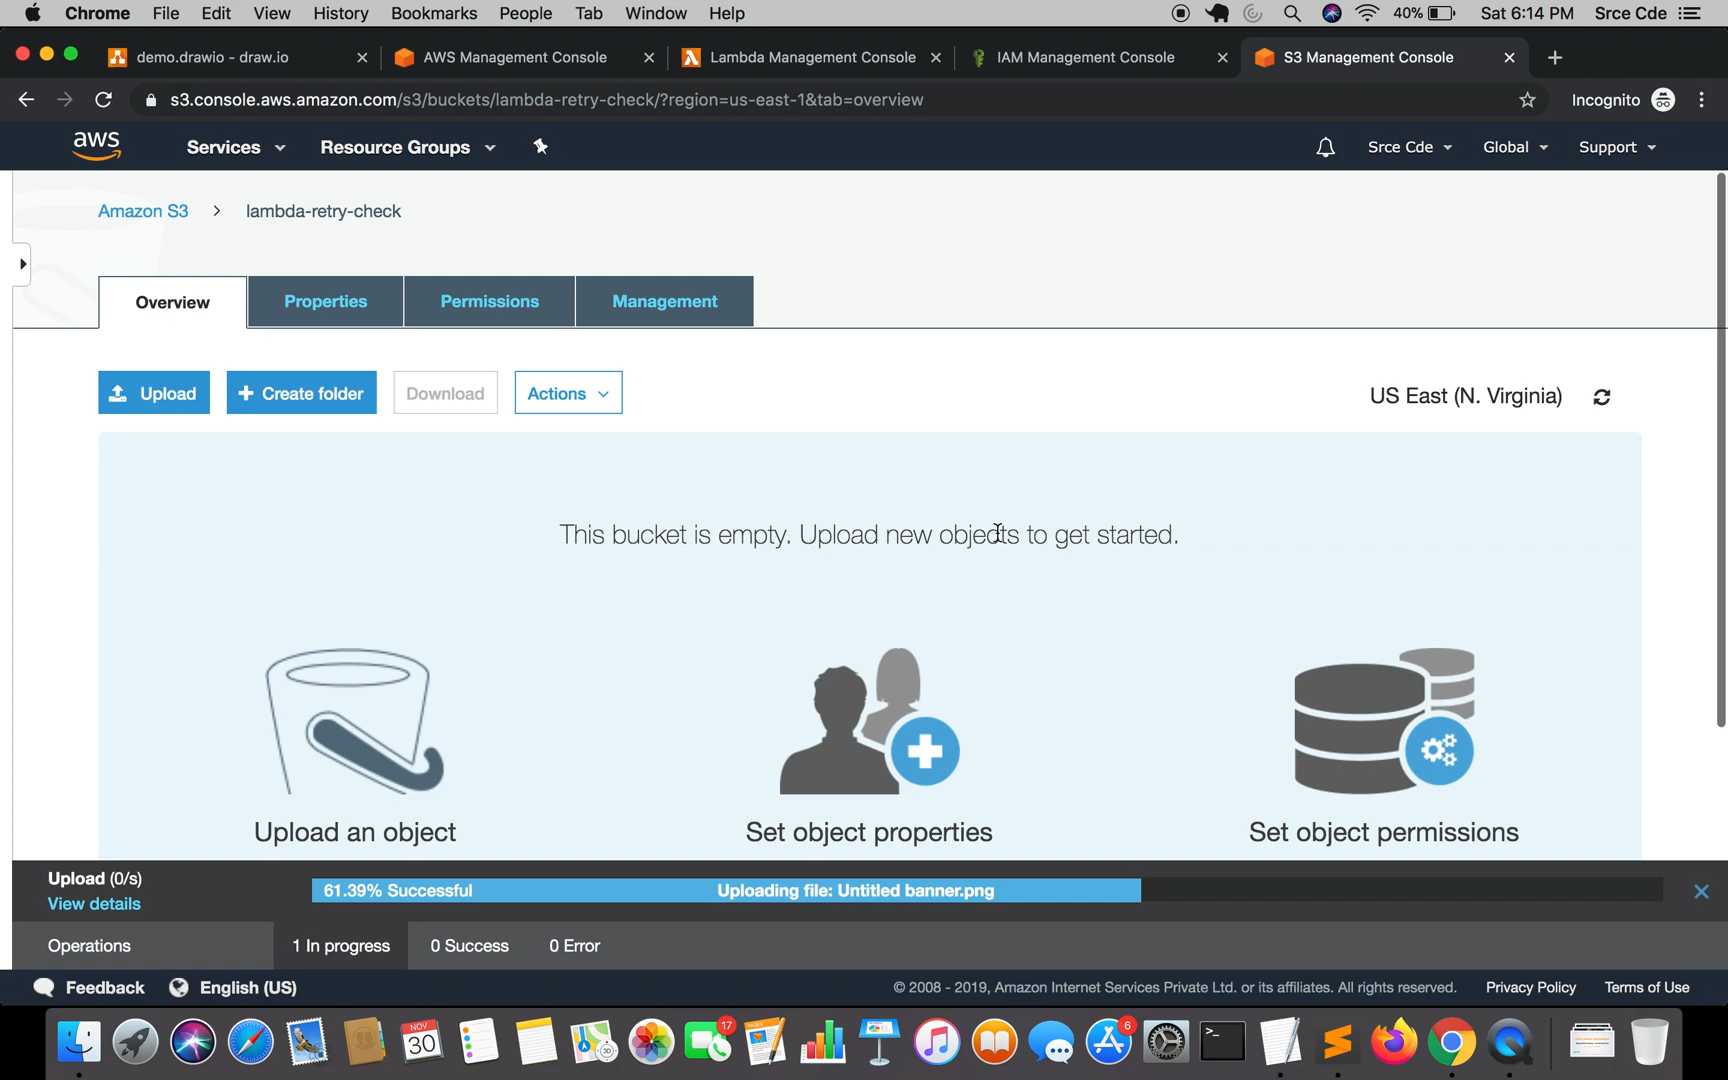 Chrome File Edit View History Bookmarks People Tab Window Help 40% Sat 6:14 PM Srce Cde
demo.drawio - draw.io AWS Management Console Lambda Management Console IAM Management Console S3 Management Console
s3.console.aws.amazon.com/s3/buckets/lambda-retry-check/?region=us-east-1&tab=overview Incognito
aws Services Resource Groups Srce Cde Global Support
Amazon S3 > lambda-retry-check
Overview Properties Permissions Management
Upload + Create folder Download Actions US East (N. Virginia)
This bucket is empty. Upload new objects to get started.
Upload an object Set object properties Set object permissions
Upload (0/s)
61.39% Successful Uploading file: Untitled banner.png
View details
Operations 1 In progress 0 Success 0 Error
Feedback English (US) © 2008 - 2019, Amazon Internet Services Private Ltd. or its affiliates. All rights reserved. Privacy Policy Terms of Use
NOV
30
17
6